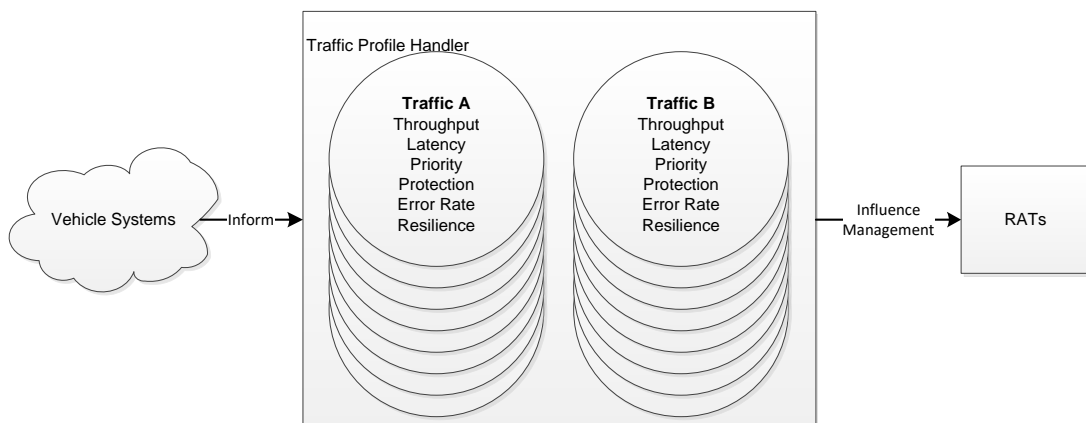 Traffic Profile Handler
Vehicle Systems
Inform
Traffic A
Throughput
Latency
Priority
Protection
Error Rate
Resilience
Traffic B
Throughput
Latency
Priority
Protection
Error Rate
Resilience
Influence
Management
RATs